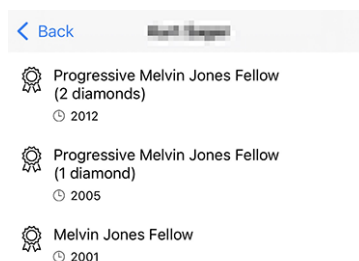 Back
Progressive Melvin Jones Fellow
(2 diamonds)
2012
Progressive Melvin Jones Fellow
(1 diamond)
2005
Melvin Jones Fellow
2001